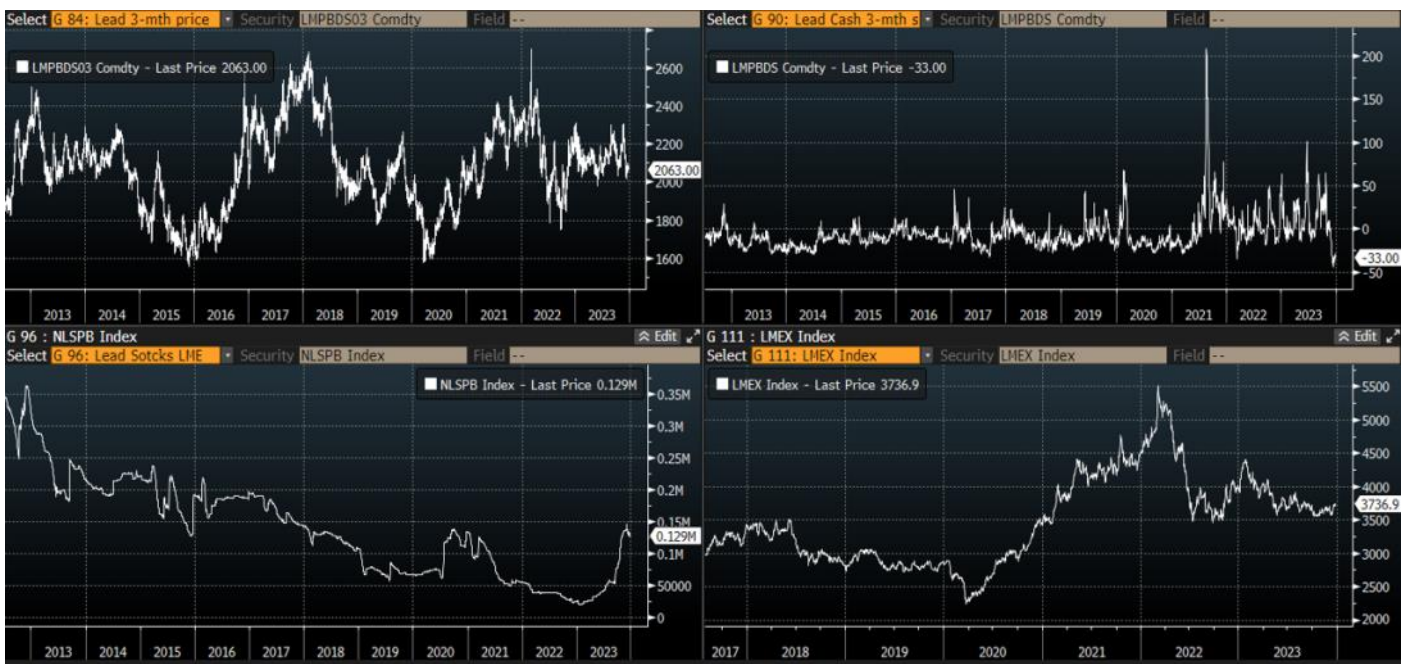 Select G 84: Lead 3-mth price Security LMPBDS03 Comdty Field --
LMPBDS03 Comdty - Last Price 2063.00
2600
2400
2200
2063.00
2000
1800
1600
2013 2014 2015 2016 2017 2018 2019 2020 2021 2022 2023
Select G 90: Lead Cash 3-mth s Security LMPBDS Comdty Field --
LMPBDS Comdty - Last Price -33.00
200
150
100
50
0
-33.00
-50
2013 2014 2015 2016 2017 2018 2019 2020 2021 2022 2023
G 96 : NLSPB Index Edit
Select G 96: Lead Sotcks LME Security NLSPB Index Field --
NLSPB Index - Last Price 0.129M
0.35M
0.3M
0.25M
0.2M
0.15M
0.129M
0.1M
50000
0
2013 2014 2015 2016 2017 2018 2019 2020 2021 2022 2023
G 111 : LMEX Index Edit
Select G 111: LMEX Index Security LMEX Index Field --
LMEX Index - Last Price 3736.9
5500
5000
4500
4000
3736.9
3500
3000
2500
2000
2017 2018 2019 2020 2021 2022 2023